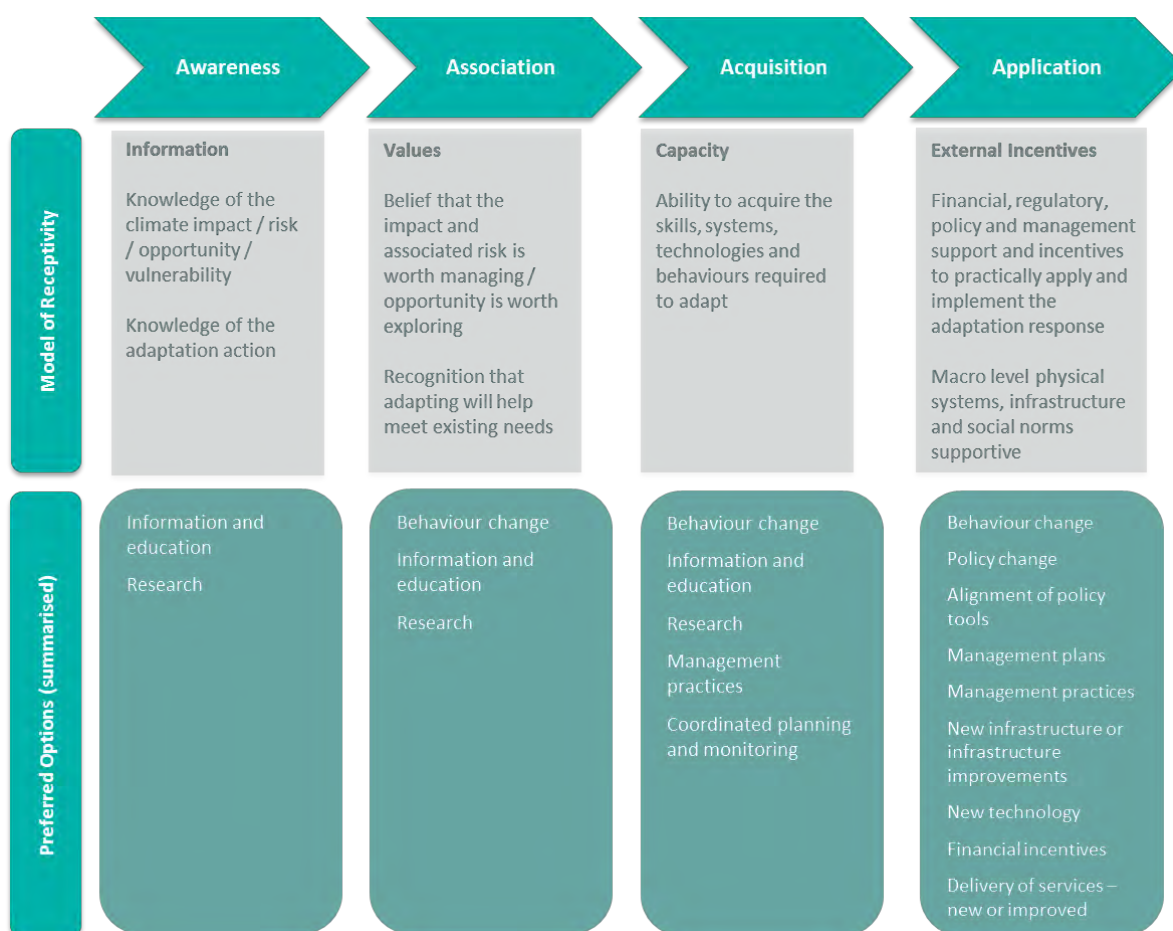 Awareness
Association
Acquisition
Application
Model of Receptivity
Information
Knowledge of the
climate impact / risk
/ opportunity /
vulnerability
Knowledge of the
adaptation action
Values
Belief that the
impact and
associated risk is
worth managing /
opportunity is worth
exploring
Recognition that
adapting will help
meet existing needs
Capacity
Ability to acquire the
skills, systems,
technologies and
behaviours required
to adapt
External Incentives
Financial, regulatory,
policy and management
support and incentives
to practically apply and
implement the
adaptation response
Macro level physical
systems, infrastructure
and social norms
supportive
Preferred Options (summarised)
Information and
education
Research
Behaviour change
Information and
education
Research
Behaviour change
Information and
education
Research
Management
practices
Coordinated planning
and monitoring
Behaviour change
Policy change
Alignment of policy
tools
Management plans
Management practices
New infrastructure or
infrastructure
improvements
New technology
Financial incentives
Delivery of services –
new or improved